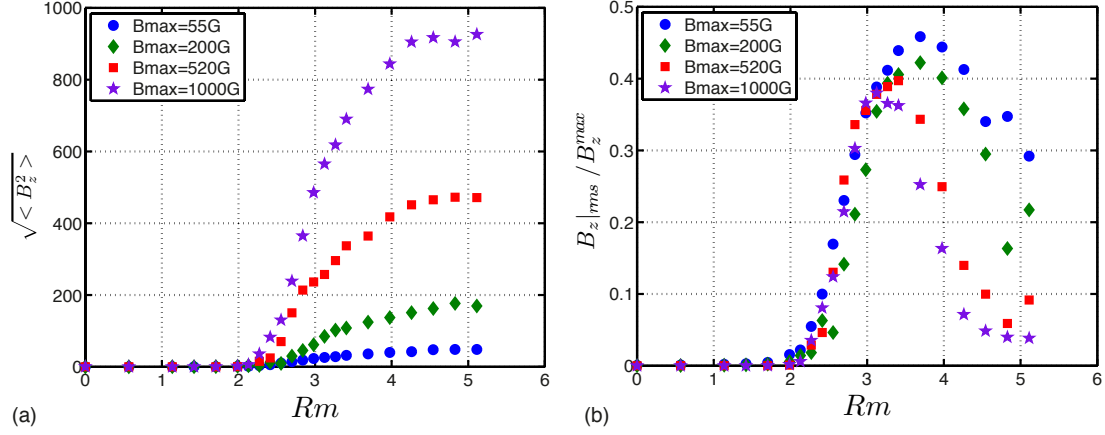 Bmax=55G
Bmax=200G
Bmax=520G
Bmax=1000G
1000
800
600
400
200
0
√<B_z^2>
0 1 2 3 4 5 6
Rm
(a)
Bmax=55G
Bmax=200G
Bmax=520G
Bmax=1000G
0.5
0.4
0.3
0.2
0.1
0
B_z|rms / B_z^max
0 1 2 3 4 5 6
Rm
(b)